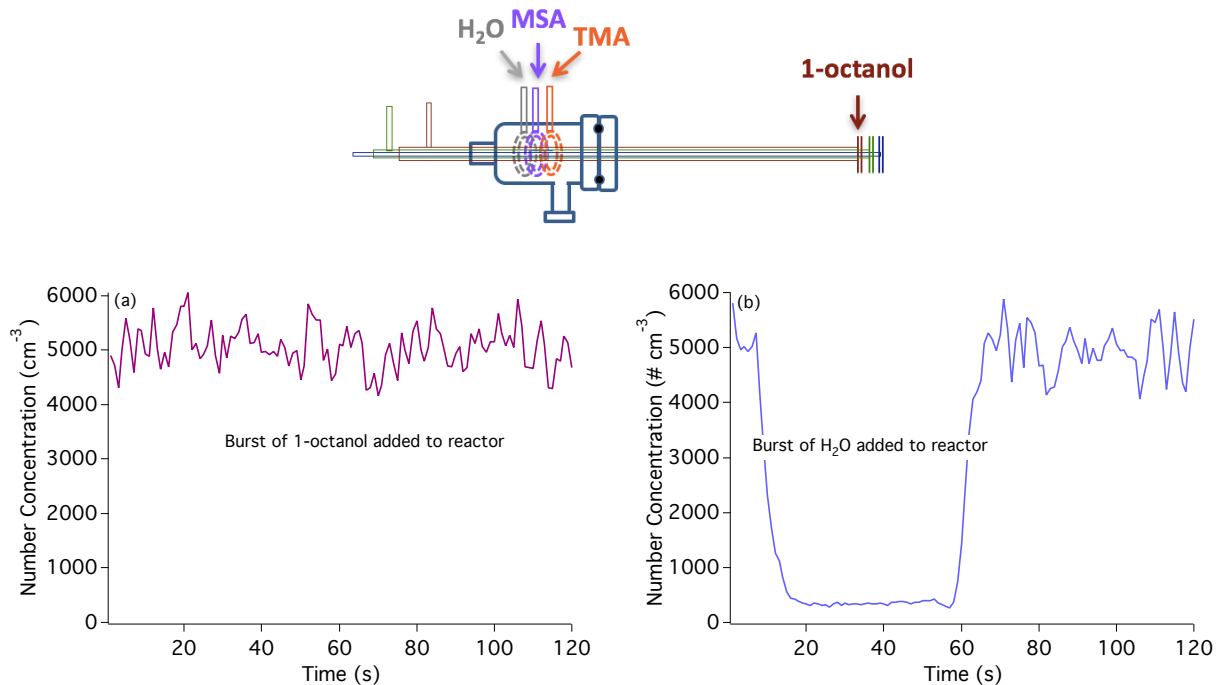 H₂O
MSA
TMA
1-octanol
(a)
Number Concentration (cm⁻³)
6000
5000
4000
3000
2000
1000
0
Burst of 1-octanol added to reactor
20
40
60
80
100
120
Time (s)
(b)
Number Concentration (# cm⁻³)
6000
5000
4000
3000
2000
1000
0
Burst of H₂O added to reactor
20
40
60
80
100
120
Time (s)